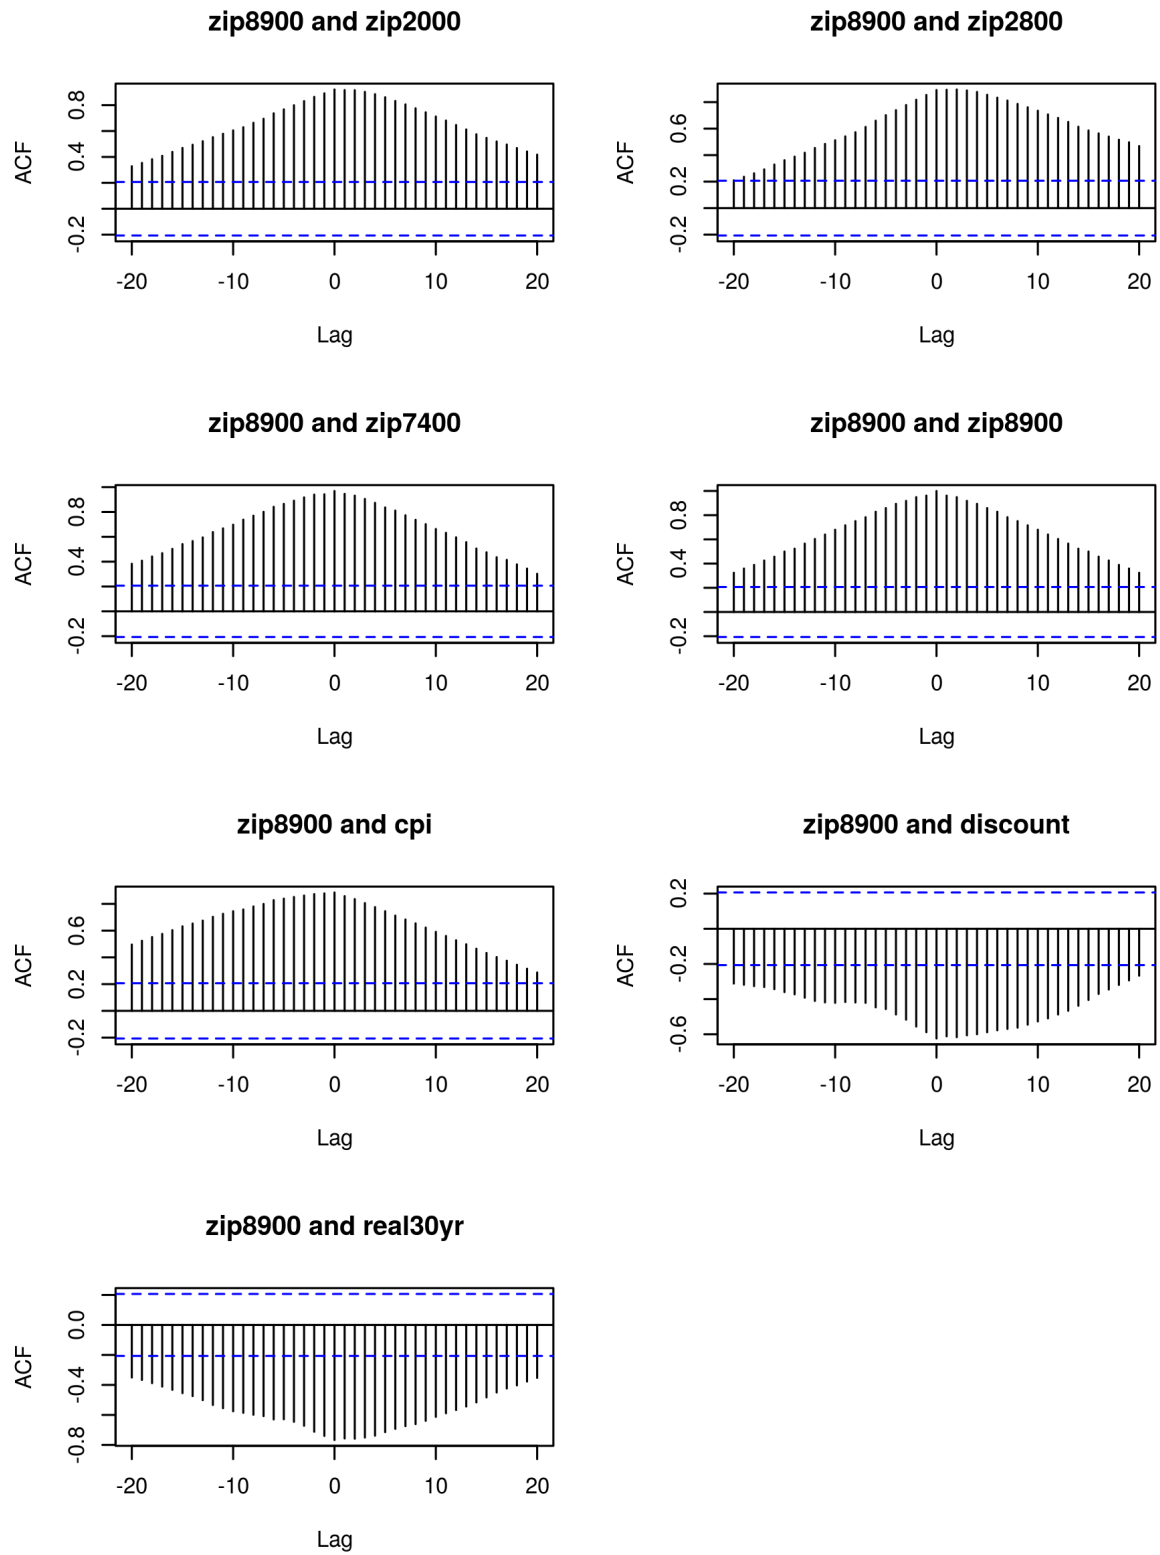 zip8900 and zip2000
ACF
-0.2 0.4 0.8
-20 -10 0 10 20
Lag
zip8900 and zip2800
ACF
-0.2 0.2 0.6
-20 -10 0 10 20
Lag
zip8900 and zip7400
ACF
-0.2 0.4 0.8
-20 -10 0 10 20
Lag
zip8900 and zip8900
ACF
-0.2 0.4 0.8
-20 -10 0 10 20
Lag
zip8900 and cpi
ACF
-0.2 0.2 0.6
-20 -10 0 10 20
Lag
zip8900 and discount
ACF
-0.6 -0.2 0.2
-20 -10 0 10 20
Lag
zip8900 and real30yr
ACF
-0.8 -0.4 0.0
-20 -10 0 10 20
Lag